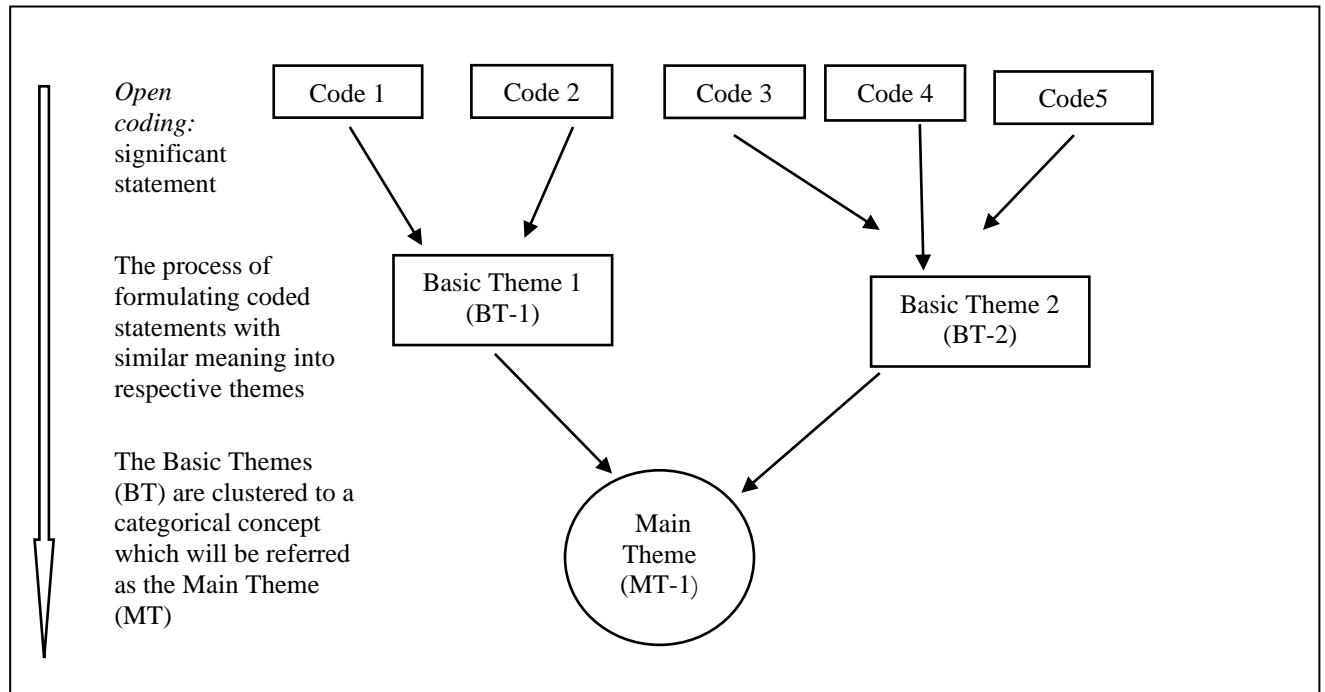 Open
coding:
significant
statement
Code 1
Code 2
Code 3
Code 4
Code5
The process of
formulating coded
statements with
similar meaning into
respective themes
Basic Theme 1
(BT-1)
Basic Theme 2
(BT-2)
The Basic Themes
(BT) are clustered to a
categorical concept
which will be referred
as the Main Theme
(MT)
Main
Theme
(MT-1)